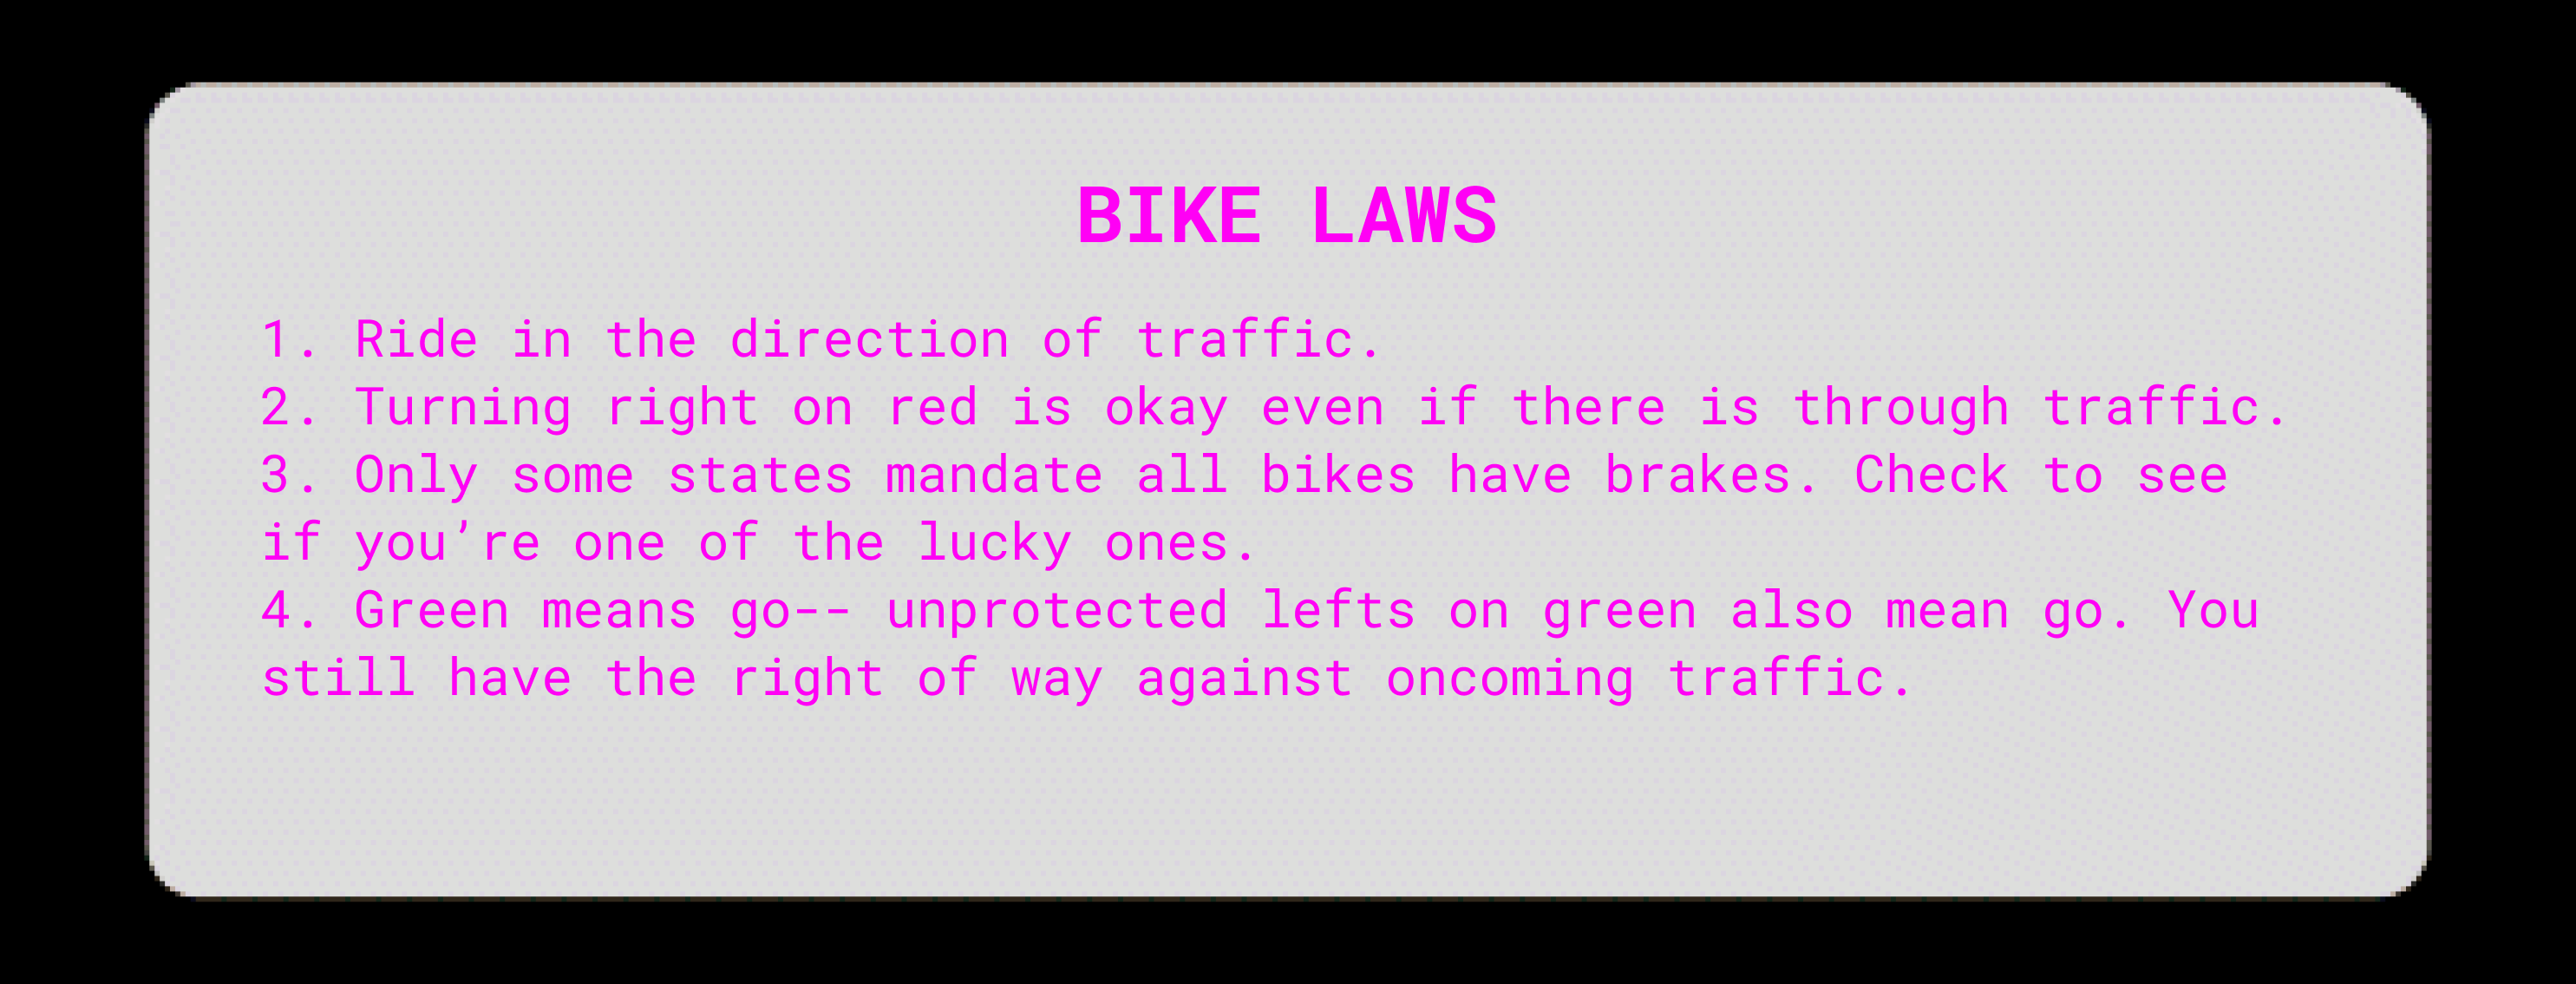 BIKE LAWS
1. Ride in the direction of traffic.
2. Turning right on red is okay even if there is through traffic.
3. Only some states mandate all bikes have brakes. Check to see
if you’re one of the lucky ones.
4. Green means go-- unprotected lefts on green also mean go. You
still have the right of way against oncoming traffic.